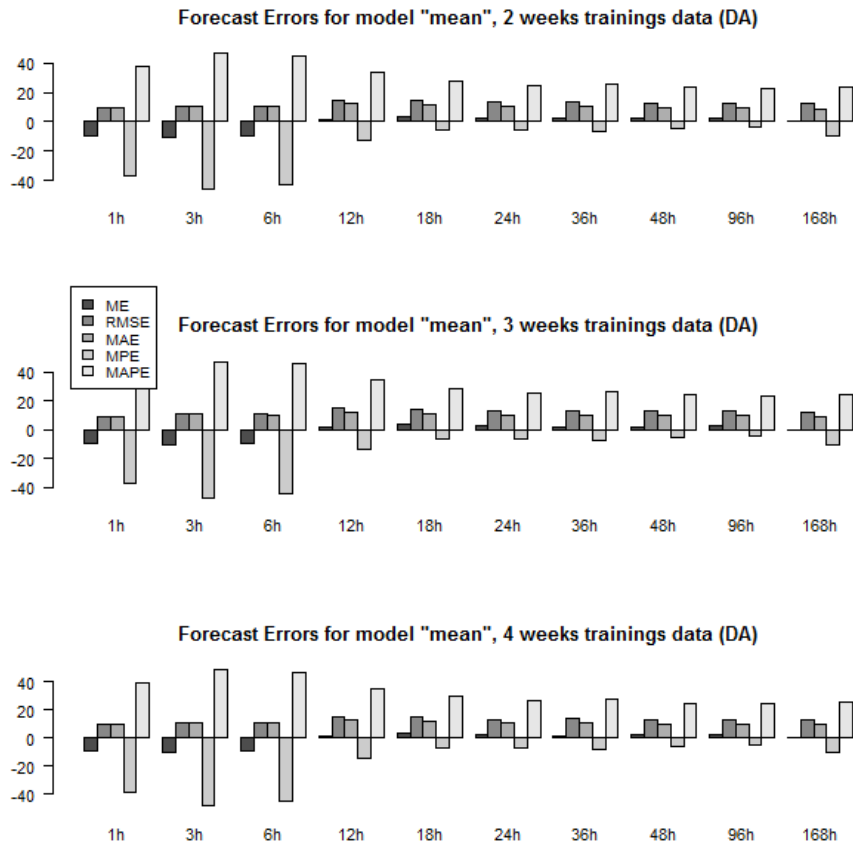 Forecast Errors for model "mean", 2 weeks trainings data (DA)
40
20
0
-20
-40
1h 3h 6h 12h 18h 24h 36h 48h 96h 168h
ME
RMSE
MAE
MPE
MAPE
Forecast Errors for model "mean", 3 weeks trainings data (DA)
40
20
0
-20
-40
1h 3h 6h 12h 18h 24h 36h 48h 96h 168h
Forecast Errors for model "mean", 4 weeks trainings data (DA)
40
20
0
-20
-40
1h 3h 6h 12h 18h 24h 36h 48h 96h 168h